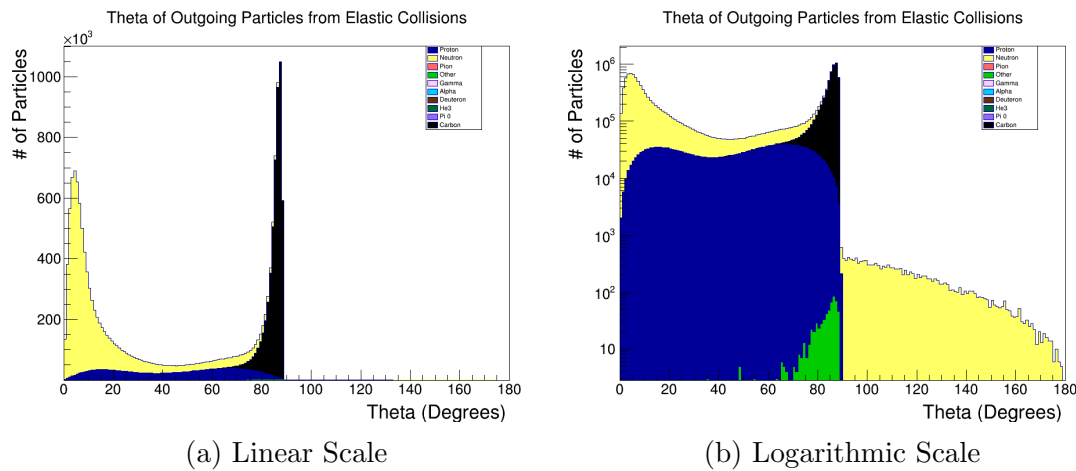 Theta of Outgoing Particles from Elastic Collisions
×10³
# of Particles
1000
800
600
400
200
0 20 40 60 80 100 120 140 160 180
Theta (Degrees)
Proton
Neutron
Pion
Other
Gamma
Alpha
Deuteron
He3
Pi 0
Carbon
(a) Linear Scale
Theta of Outgoing Particles from Elastic Collisions
# of Particles
10⁶
10⁵
10⁴
10³
10²
10
0 20 40 60 80 100 120 140 160 180
Theta (Degrees)
Proton
Neutron
Pion
Other
Gamma
Alpha
Deuteron
He3
Pi 0
Carbon
(b) Logarithmic Scale